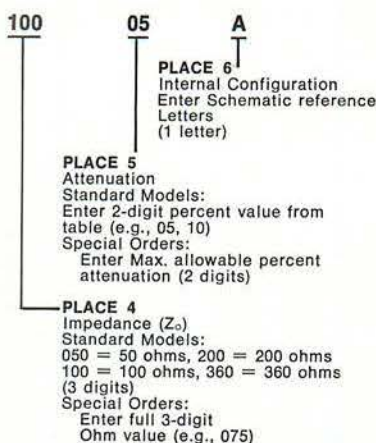 100 05 A
PLACE 6
Internal Configuration
Enter Schematic reference
Letters
(1 letter)
PLACE 5
Attenuation
Standard Models:
Enter 2-digit percent value from
table (e.g., 05, 10)
Special Orders:
Enter Max. allowable percent
attenuation (2 digits)
PLACE 4
Impedance (Z₀)
Standard Models:
050 = 50 ohms, 200 = 200 ohms
100 = 100 ohms, 360 = 360 ohms
(3 digits)
Special Orders:
Enter full 3-digit
Ohm value (e.g., 075)